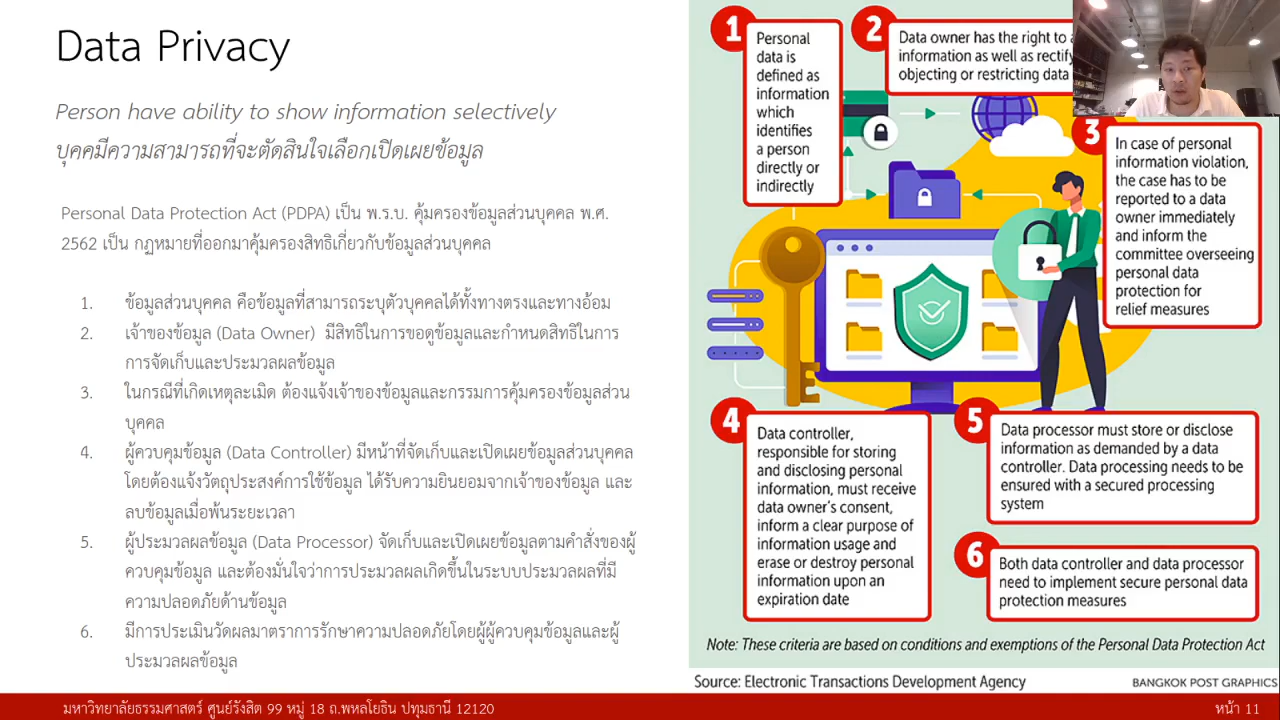 Data Privacy
Person have ability to show information selectively
บุคคมีความสามารถที่จะตัดสินใจเลือกเปิดเผยข้อมูล
Personal Data Protection Act (PDPA) เป็น พ.ร.บ. คุ้มครองข้อมูลส่วนบุคคล พ.ศ.
2562 เป็น กฎหมายที่ออกมาคุ้มครองสิทธิเกี่ยวกับข้อมูลส่วนบุคคล
1. ข้อมูลส่วนบุคคล คือข้อมูลที่สามารถระบุตัวบุคคลได้ทั้งทางตรงและทางอ้อม
2. เจ้าของข้อมูล (Data Owner) มีสิทธิในการขอดูข้อมูลและกำหนดสิทธิในการ
การจัดเก็บและประมวลผลข้อมูล
3. ในกรณีที่เกิดเหตุละเมิด ต้องแจ้งเจ้าของข้อมูลและกรรมการคุ้มครองข้อมูลส่วน
บุคคล
4. ผู้ควบคุมข้อมูล (Data Controller) มีหน้าที่จัดเก็บและเปิดเผยข้อมูลส่วนบุคคล
โดยต้องแจ้งวัตถุประสงค์การใช้ข้อมูล ได้รับความยินยอมจากเจ้าของข้อมูล และ
ลบข้อมูลเมื่อพ้นระยะเวลา
5. ผู้ประมวลผลข้อมูล (Data Processor) จัดเก็บและเปิดเผยข้อมูลตามคำสั่งของผู้
ควบคุมข้อมูล และต้องมั่นใจว่าการประมวลผลเกิดขึ้นในระบบประมวลผลที่มี
ความปลอดภัยด้านข้อมูล
6. มีการประเมินวัดผลมาตราการรักษาความปลอดภัยโดยผู้ผู้ควบคุมข้อมูลและผู้
ประมวลผลข้อมูล
1
Personal
data is
defined as
information
which
identifies
a person
directly or
indirectly
2
Data owner has the right to
information as well as rectify
objecting or restricting data
3
In case of personal
information violation,
the case has to be
reported to a data
owner immediately
and inform the
committee overseeing
personal data
protection for
relief measures
4
Data controller,
responsible for storing
and disclosing personal
information, must receive
data owner's consent,
inform a clear purpose of
information usage and
erase or destroy personal
information upon an
expiration date
5
Data processor must store or disclose
information as demanded by a data
controller. Data processing needs to be
ensured with a secured processing
system
6
Both data controller and data processor
need to implement secure personal data
protection measures
Note: These criteria are based on conditions and exemptions of the Personal Data Protection Act
Source: Electronic Transactions Development Agency
BANGKOK POST GRAPHICS
มหาวิทยาลัยธรรมศาสตร์ ศูนย์รังสิต 99 หมู่ 18 ถ.พหลโยธิน ปทุมธานี 12120
หน้า 11